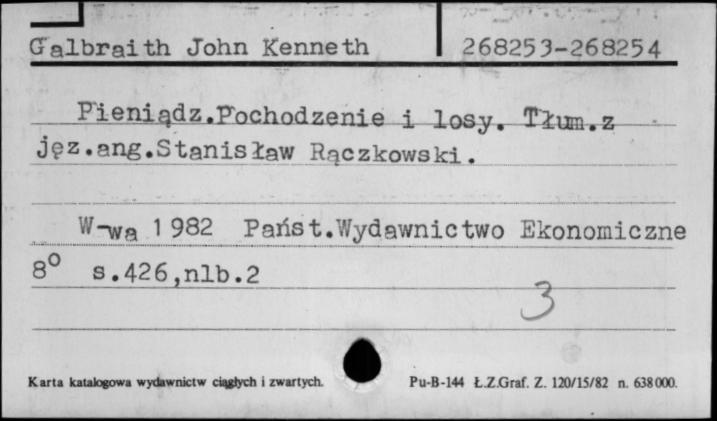 Galbraith John Kenneth 268253-268254
Pieniądz.Pochodzenie i losy. Tłum.z
jęz.ang.Stanisław Rączkowski.
W-wa 1982 Państ.Wydawnictwo Ekonomiczne
8° s.426,nlb.2
3
Karta katalogowa wydawnictw ciągłych i zwartych. Pu-B-144 Ł.Z.Graf. Z. 120/15/82 n. 638000.